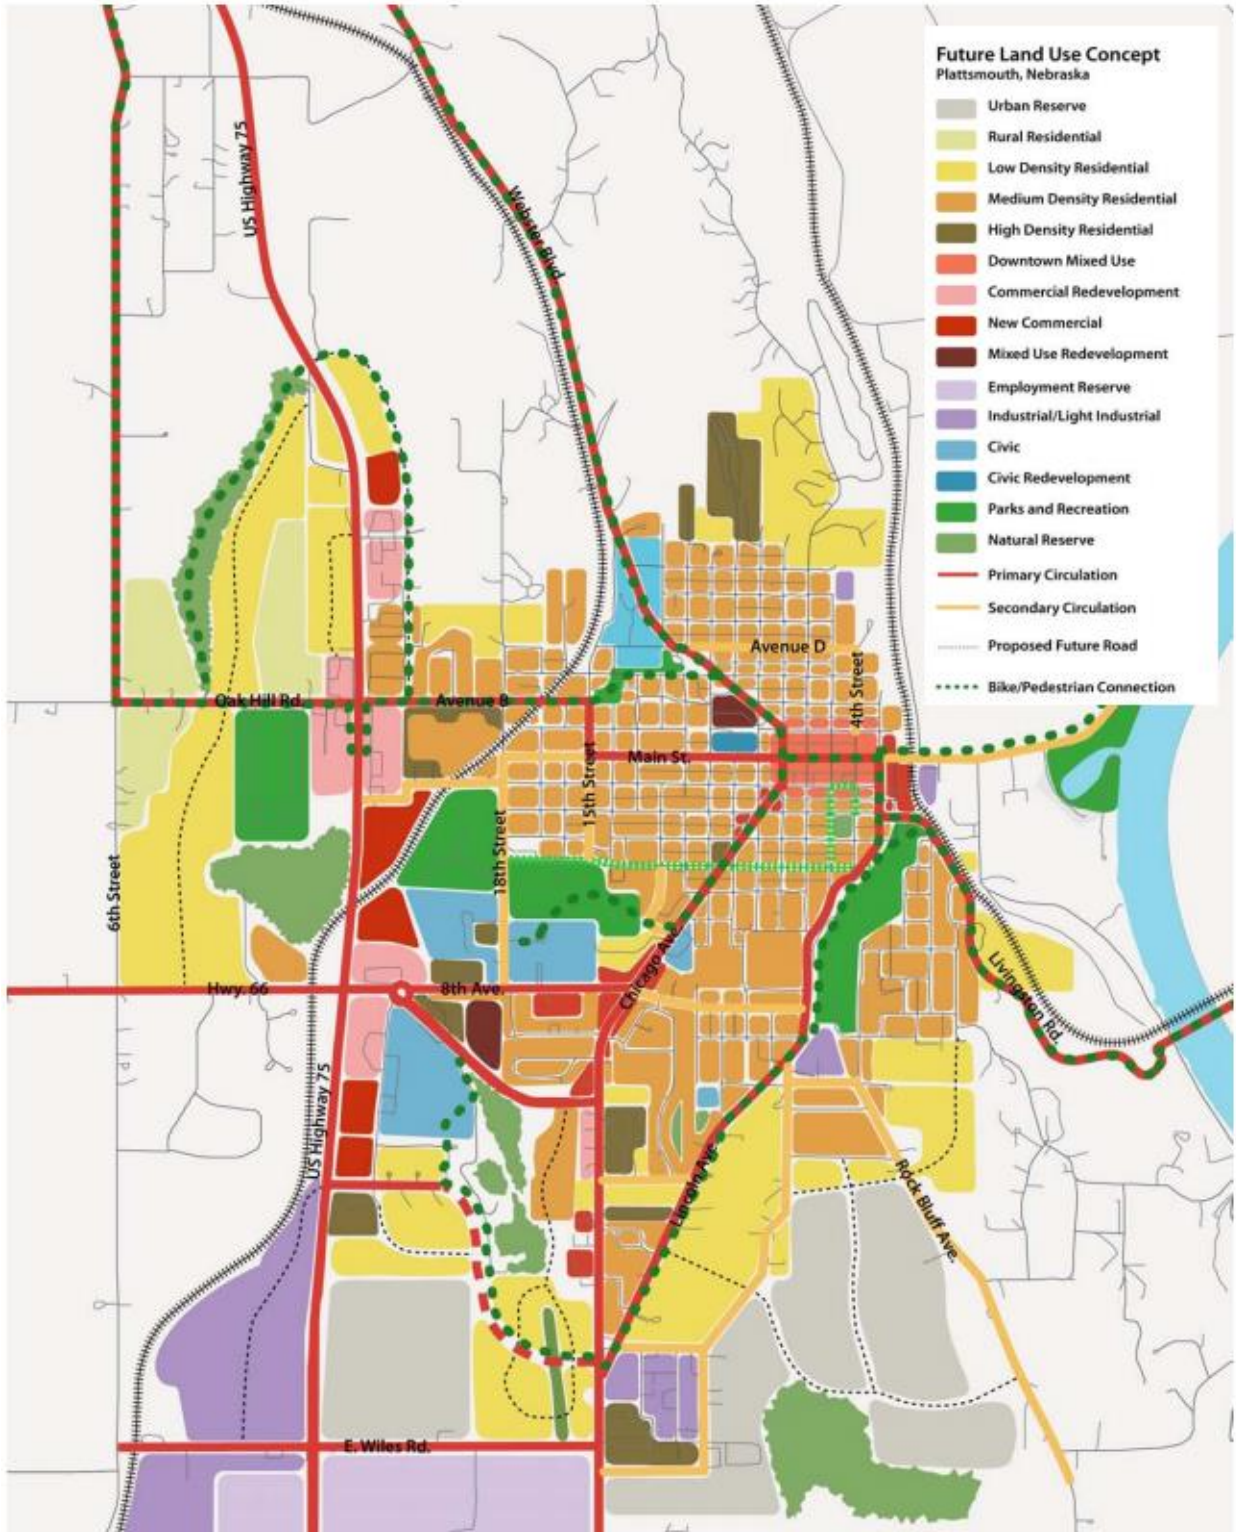 Future Land Use Concept
Plattsmouth, Nebraska
Urban Reserve
Rural Residential
Low Density Residential
Medium Density Residential
High Density Residential
Downtown Mixed Use
Commercial Redevelopment
New Commercial
Mixed Use Redevelopment
Employment Reserve
Industrial/Light Industrial
Civic
Civic Redevelopment
Parks and Recreation
Natural Reserve
Primary Circulation
Secondary Circulation
Proposed Future Road
Bike/Pedestrian Connection
US Highway 75
Webster Blvd.
Avenue D
4th Street
Oak Hill Rd.
Avenue B
Main St.
15th Street
18th Street
6th Street
Chicago Ave.
Livingston Rd.
Hwy. 66
8th Ave.
US Highway 75
Lincoln Ave.
Rock Bluff Ave.
E. Wiles Rd.